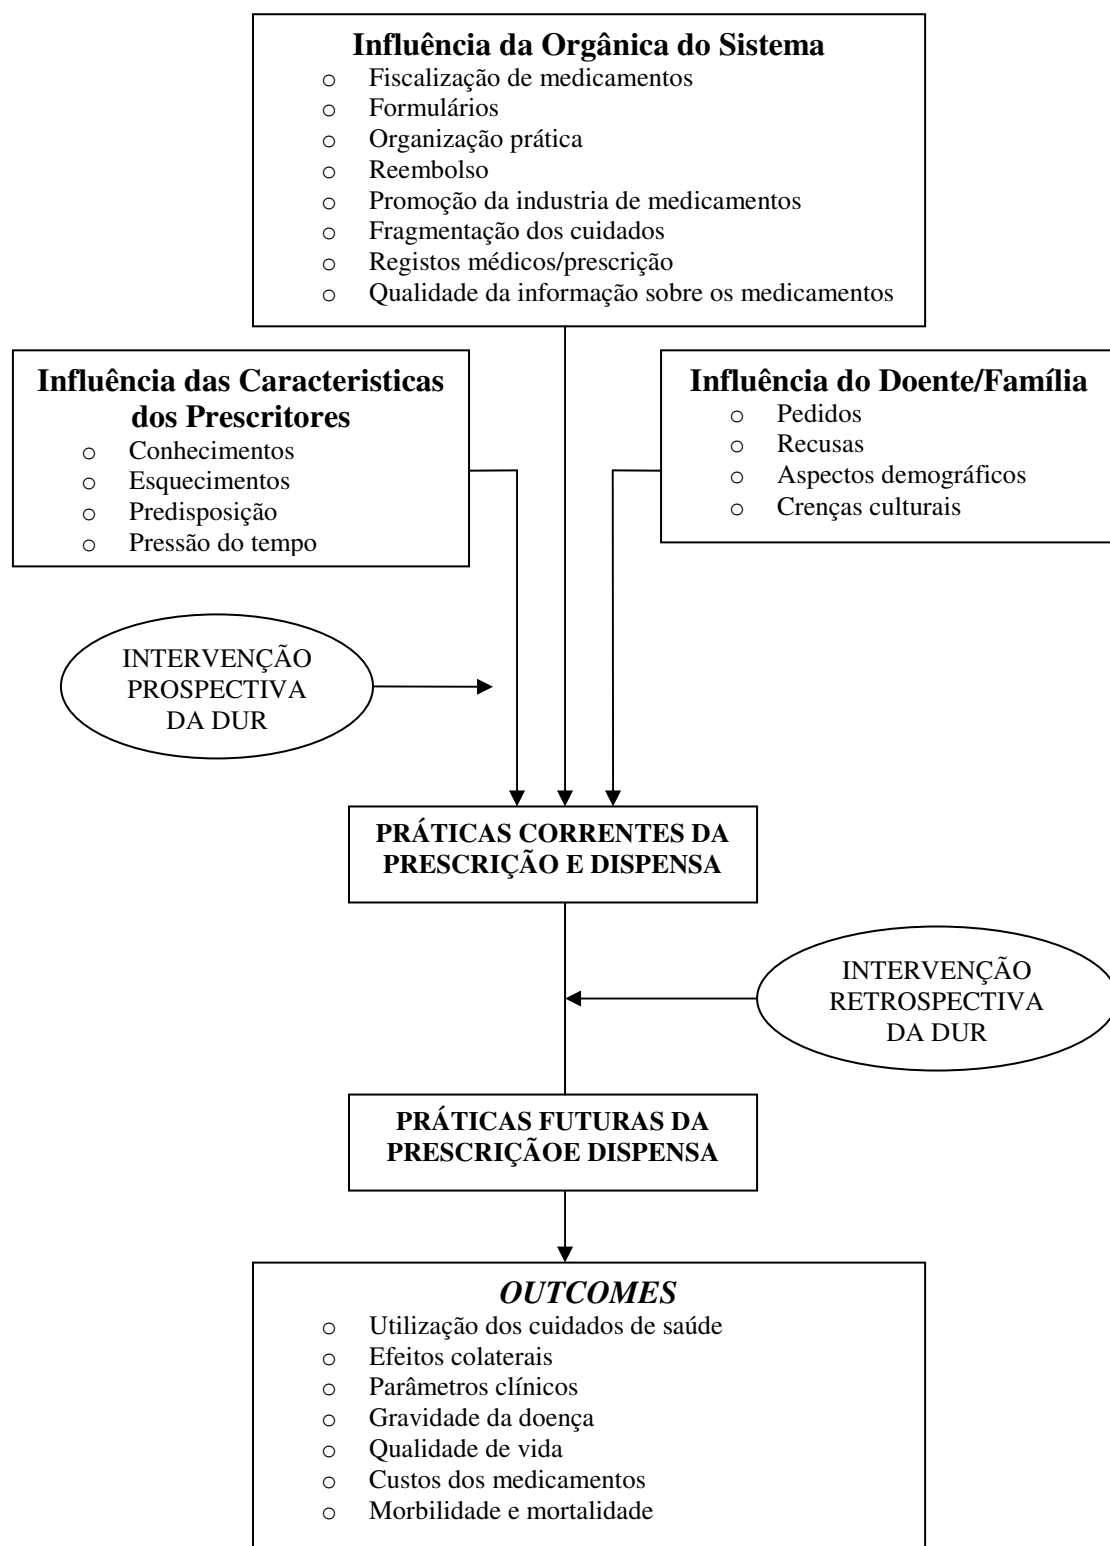 Influência da Orgânica do Sistema
o Fiscalização de medicamentos
o Formulários
o Organização prática
o Reembolso
o Promoção da industria de medicamentos
o Fragmentação dos cuidados
o Registos médicos/prescrição
o Qualidade da informação sobre os medicamentos
Influência das Caracteristicas
dos Prescritores
o Conhecimentos
o Esquecimentos
o Predisposição
o Pressão do tempo
Influência do Doente/Família
o Pedidos
o Recusas
o Aspectos demográficos
o Crenças culturais
INTERVENÇÃO
PROSPECTIVA
DA DUR
PRÁTICAS CORRENTES DA
PRESCRIÇÃO E DISPENSA
INTERVENÇÃO
RETROSPECTIVA
DA DUR
PRÁTICAS FUTURAS DA
PRESCRIÇÃOE DISPENSA
OUTCOMES
o Utilização dos cuidados de saúde
o Efeitos colaterais
o Parâmetros clínicos
o Gravidade da doença
o Qualidade de vida
o Custos dos medicamentos
o Morbilidade e mortalidade